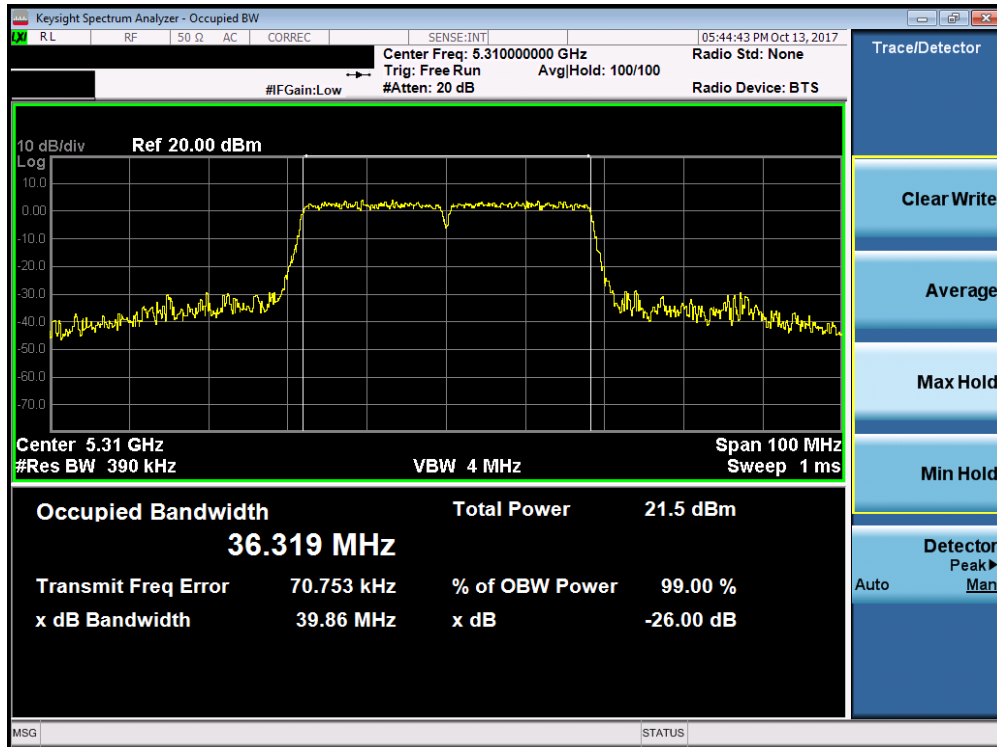 Keysight Spectrum Analyzer - Occupied BW
LXI RL RF 50 Ω AC CORREC SENSE:INT 05:44:43 PM Oct 13, 2017
Center Freq: 5.310000000 GHz Radio Std: None
Trig: Free Run Avg|Hold: 100/100
#IFGain:Low #Atten: 20 dB Radio Device: BTS
Trace/Detector
10 dB/div Ref 20.00 dBm
Log
10.0
0.00
-10.0
-20.0
-30.0
-40.0
-50.0
-60.0
-70.0
Center 5.31 GHz Span 100 MHz
#Res BW 390 kHz VBW 4 MHz Sweep 1 ms
Occupied Bandwidth Total Power 21.5 dBm
36.319 MHz
Transmit Freq Error 70.753 kHz % of OBW Power 99.00 %
x dB Bandwidth 39.86 MHz x dB -26.00 dB
Clear Write
Average
Max Hold
Min Hold
Detector
Peak▶
Auto Man
MSG STATUS